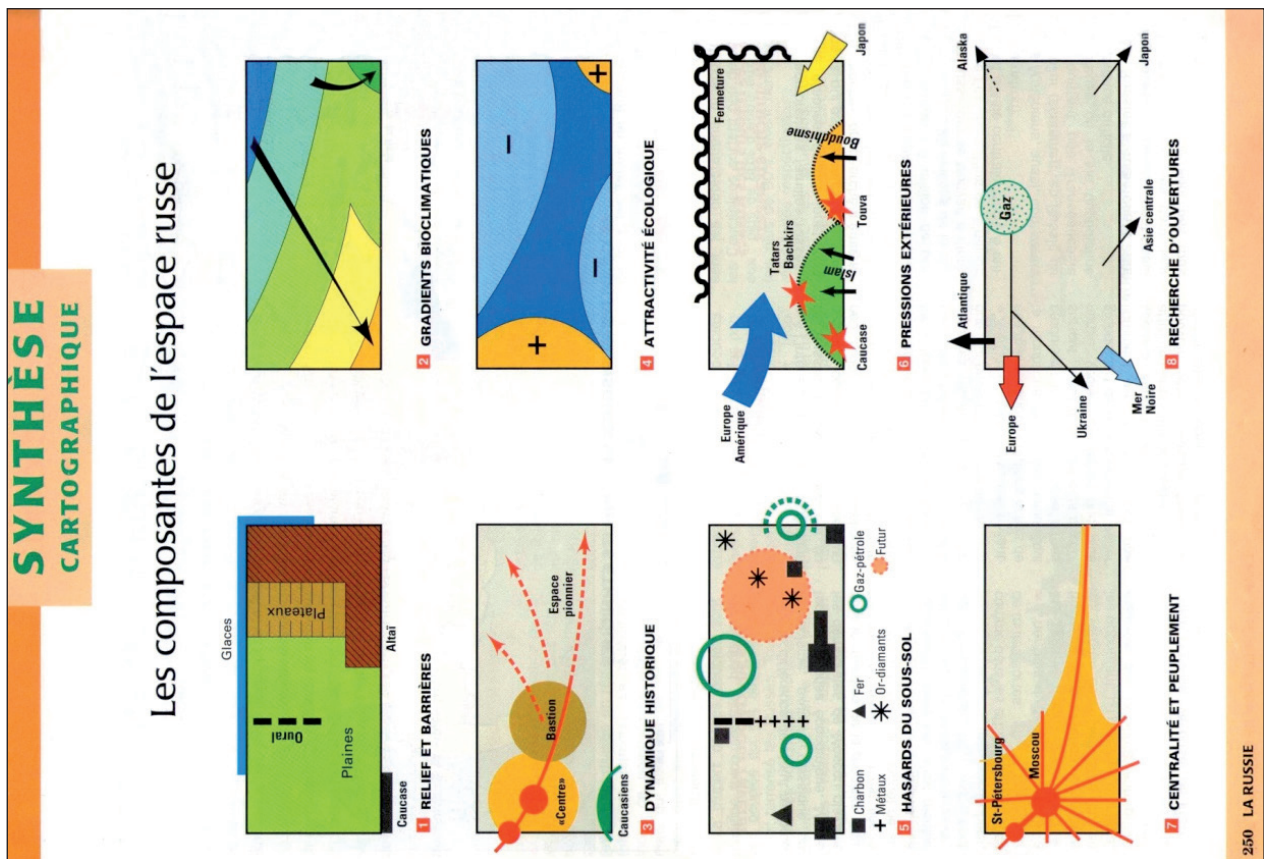 SYNTHÈSE
CARTOGRAPHIQUE
Les composantes de l'espace russe
Glaces
Oural
Plaines
Plateaux
Caucase
Altaï
1 RELIEF ET BARRIÈRES
2 GRADIENTS BIOCLIMATIQUES
«Centre»
Bastion
Espace
pionnier
Caucasiens
3 DYNAMIQUE HISTORIQUE
+
−
−
+
4 ATTRACTIVITÉ ÉCOLOGIQUE
Charbon
Fer
Gaz-pétrole
Métaux
Or-diamants
Futur
5 HASARDS DU SOUS-SOL
Fermeture
Europe
Amérique
Japon
Tatars
Bachkirs
Islam
Bouddhisme
Caucase
Touva
6 PRESSIONS EXTÉRIEURES
St-Pétersbourg
Moscou
7 CENTRALITÉ ET PEUPLEMENT
Atlantique
Alaska
Gaz
Europe
Ukraine
Mer
Noire
Asie centrale
Japon
8 RECHERCHE D'OUVERTURES
250 LA RUSSIE